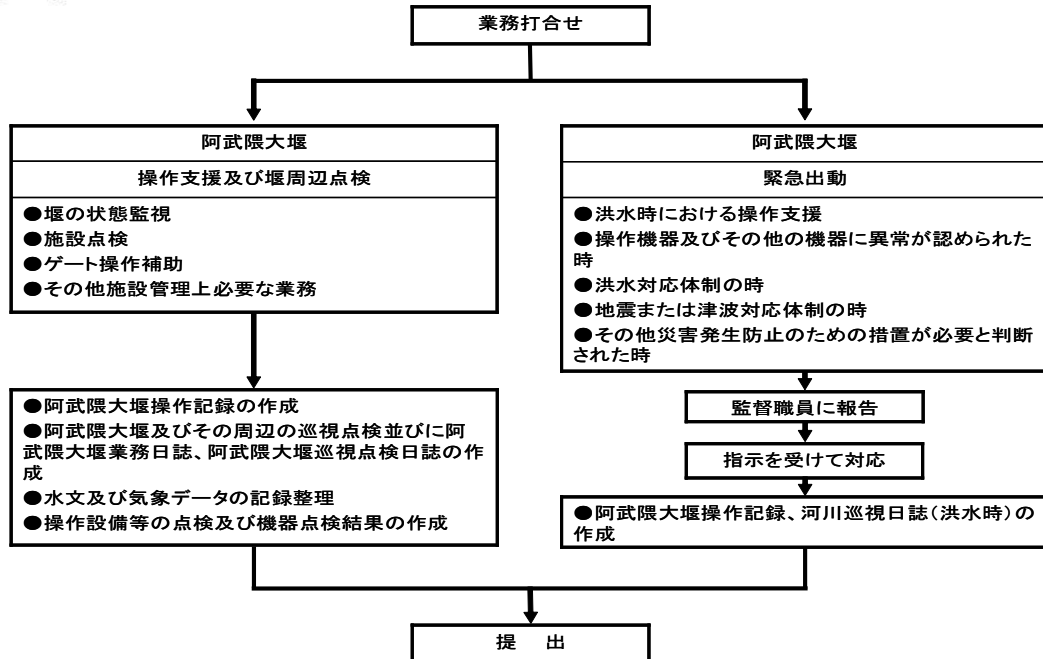 業務打合せ
阿武隈大堰
操作支援及び堰周辺点検
●堰の状態監視
●施設点検
●ゲート操作補助
●その他施設管理上必要な業務
●阿武隈大堰操作記録の作成
●阿武隈大堰及びその周辺の巡視点検並びに阿
武隈大堰業務日誌、阿武隈大堰巡視点検日誌の作
成
●水文及び気象データの記録整理
●操作設備等の点検及び機器点検結果の作成
阿武隈大堰
緊急出動
●洪水時における操作支援
●操作機器及びその他の機器に異常が認められた
時
●洪水対応体制の時
●地震または津波対応体制の時
●その他災害発生防止のための措置が必要と判断
された時
監督職員に報告
指示を受けて対応
●阿武隈大堰操作記録、河川巡視日誌(洪水時)の
作成
提　出